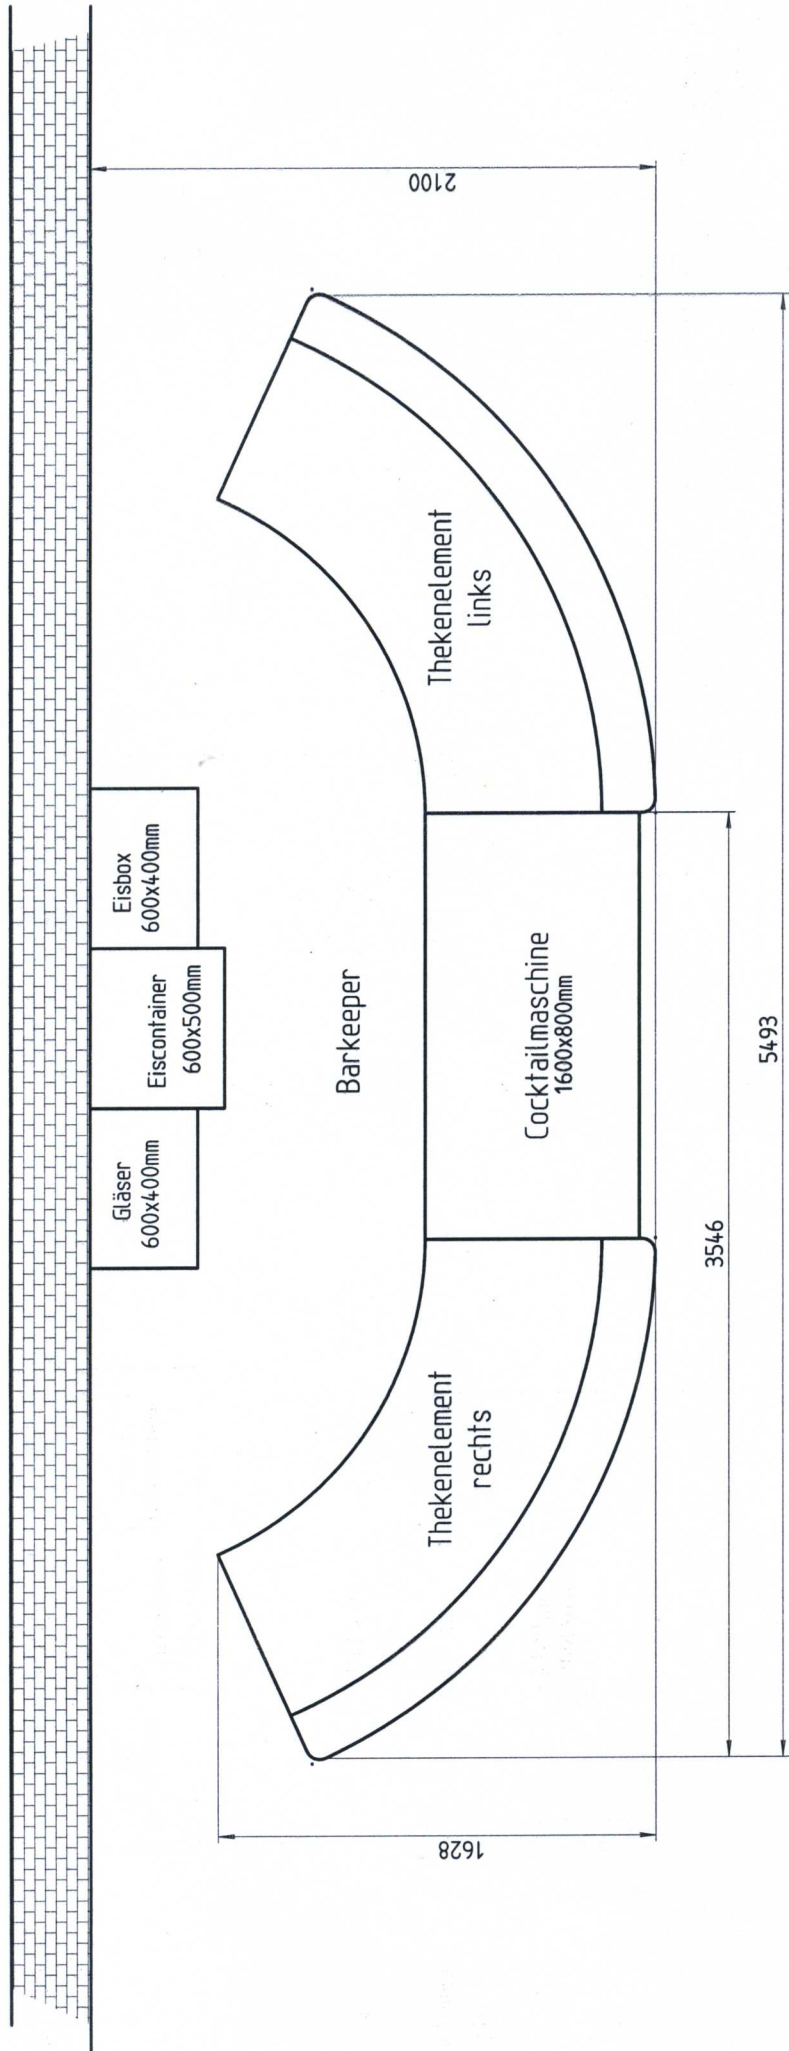 Gläser
600x400mm
Eiscontainer
600x500mm
Eisbox
600x400mm
Barkeeper
Thekenelement
rechts
Cocktailmaschine
1600x800mm
Thekenelement
links
1628
2100
3546
5493